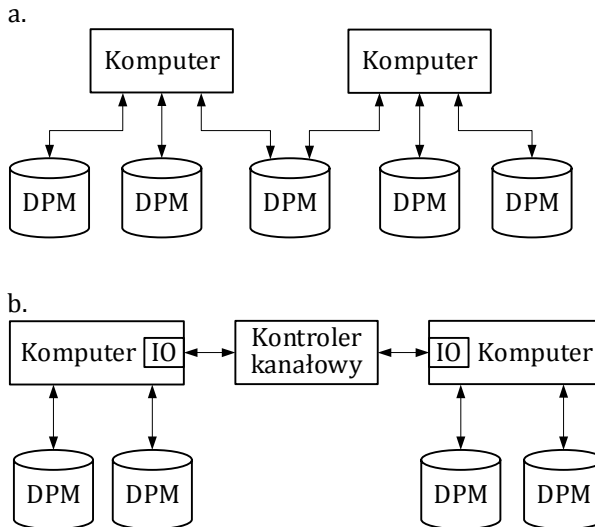 a.
Komputer Komputer
DPM DPM DPM DPM DPM
b.
Komputer IO Kontroler kanałowy IO Komputer
DPM DPM DPM DPM